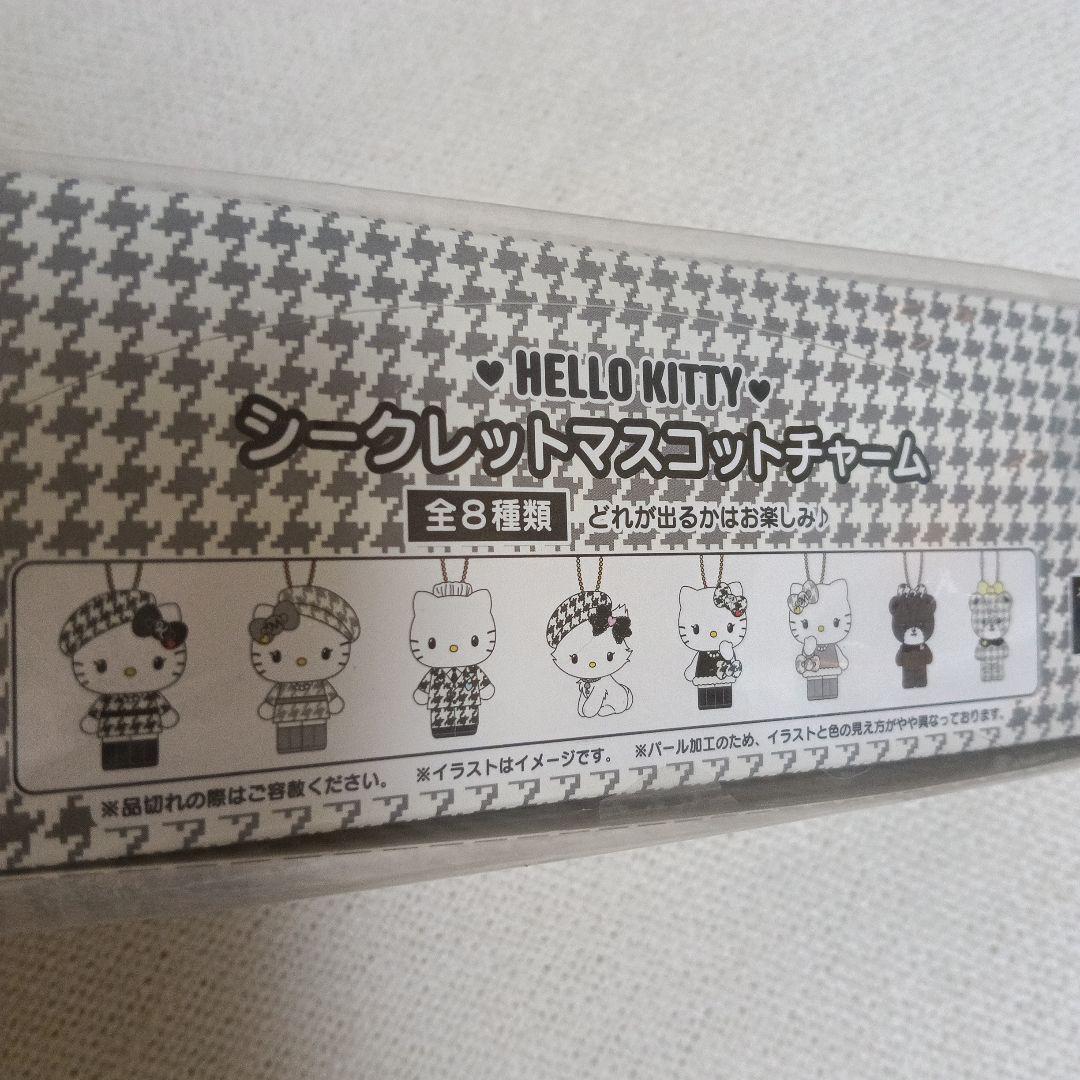 ♥ HELLO KITTY ♥
シークレットマスコットチャーム
全8種類 どれが出るかはお楽しみ♪
※品切れの際はご容赦ください。 ※イラストはイメージです。 ※パール加工のため、イラストと色の見え方がやや異なっております。